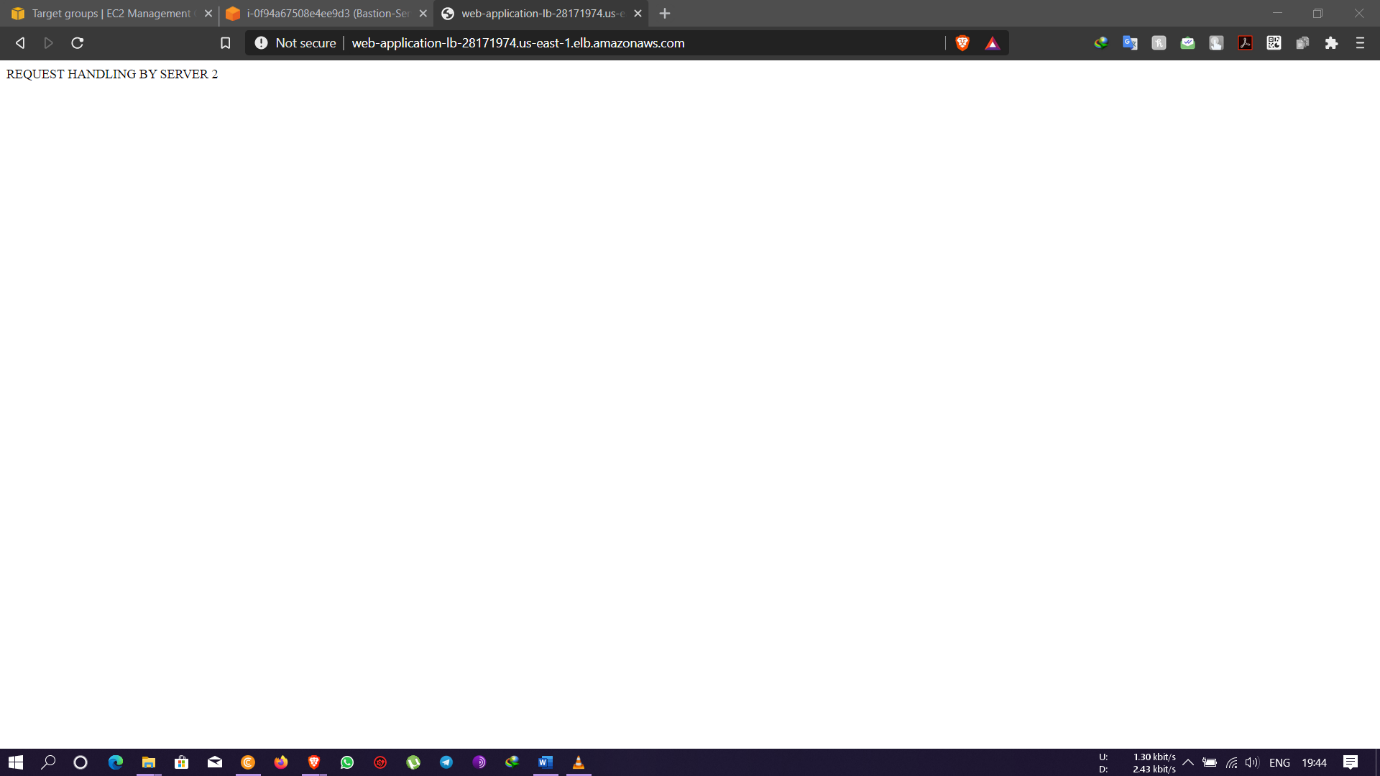 Target groups | EC2 Management
i-0f94a67508e4ee9d3 (Bastion-Ser
web-application-lb-28171974.us-e
Not secure
web-application-lb-28171974.us-east-1.elb.amazonaws.com
REQUEST HANDLING BY SERVER 2
U: 1.30 kbit/s
D: 2.43 kbit/s
ENG
19:44